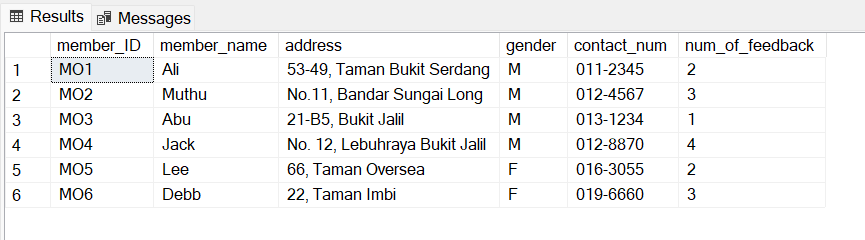 Results Messages
member_ID member_name address gender contact_num num_of_feedback
1 MO1 Ali 53-49, Taman Bukit Serdang M 011-2345 2
2 MO2 Muthu No.11, Bandar Sungai Long M 012-4567 3
3 MO3 Abu 21-B5, Bukit Jalil M 013-1234 1
4 MO4 Jack No. 12, Lebuhraya Bukit Jalil M 012-8870 4
5 MO5 Lee 66, Taman Oversea F 016-3055 2
6 MO6 Debb 22, Taman Imbi F 019-6660 3